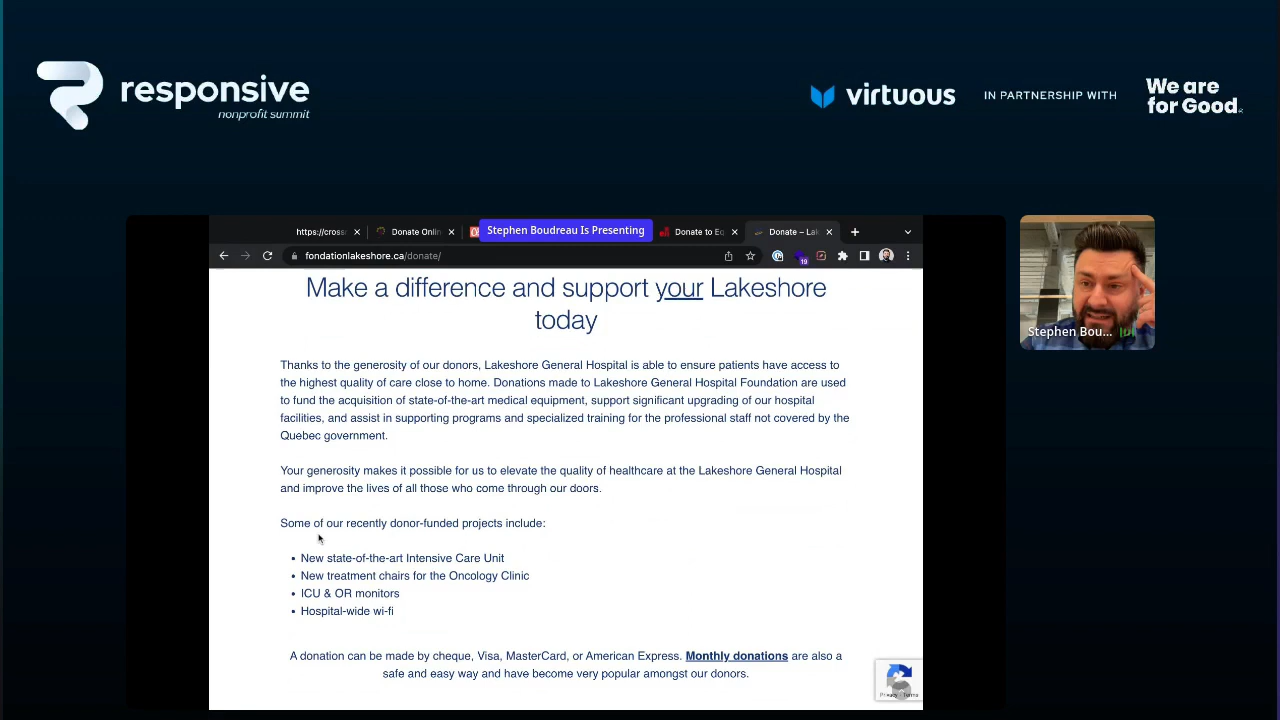 responsive
nonprofit summit
virtuous
IN PARTNERSHIP WITH
We are
for Good.
https://crossr
Donate Onlin
Stephen Boudreau Is Presenting
Donate to Eq
Donate – Lak
fondationlakeshore.ca/donate/
19
Make a difference and support your Lakeshore
today
Thanks to the generosity of our donors, Lakeshore General Hospital is able to ensure patients have access to
the highest quality of care close to home. Donations made to Lakeshore General Hospital Foundation are used
to fund the acquisition of state-of-the-art medical equipment, support significant upgrading of our hospital
facilities, and assist in supporting programs and specialized training for the professional staff not covered by the
Quebec government.
Your generosity makes it possible for us to elevate the quality of healthcare at the Lakeshore General Hospital
and improve the lives of all those who come through our doors.
Some of our recently donor-funded projects include:
• New state-of-the-art Intensive Care Unit
• New treatment chairs for the Oncology Clinic
• ICU & OR monitors
• Hospital-wide wi-fi
A donation can be made by cheque, Visa, MasterCard, or American Express. Monthly donations are also a
safe and easy way and have become very popular amongst our donors.
Privacy - Terms
Stephen Bou...